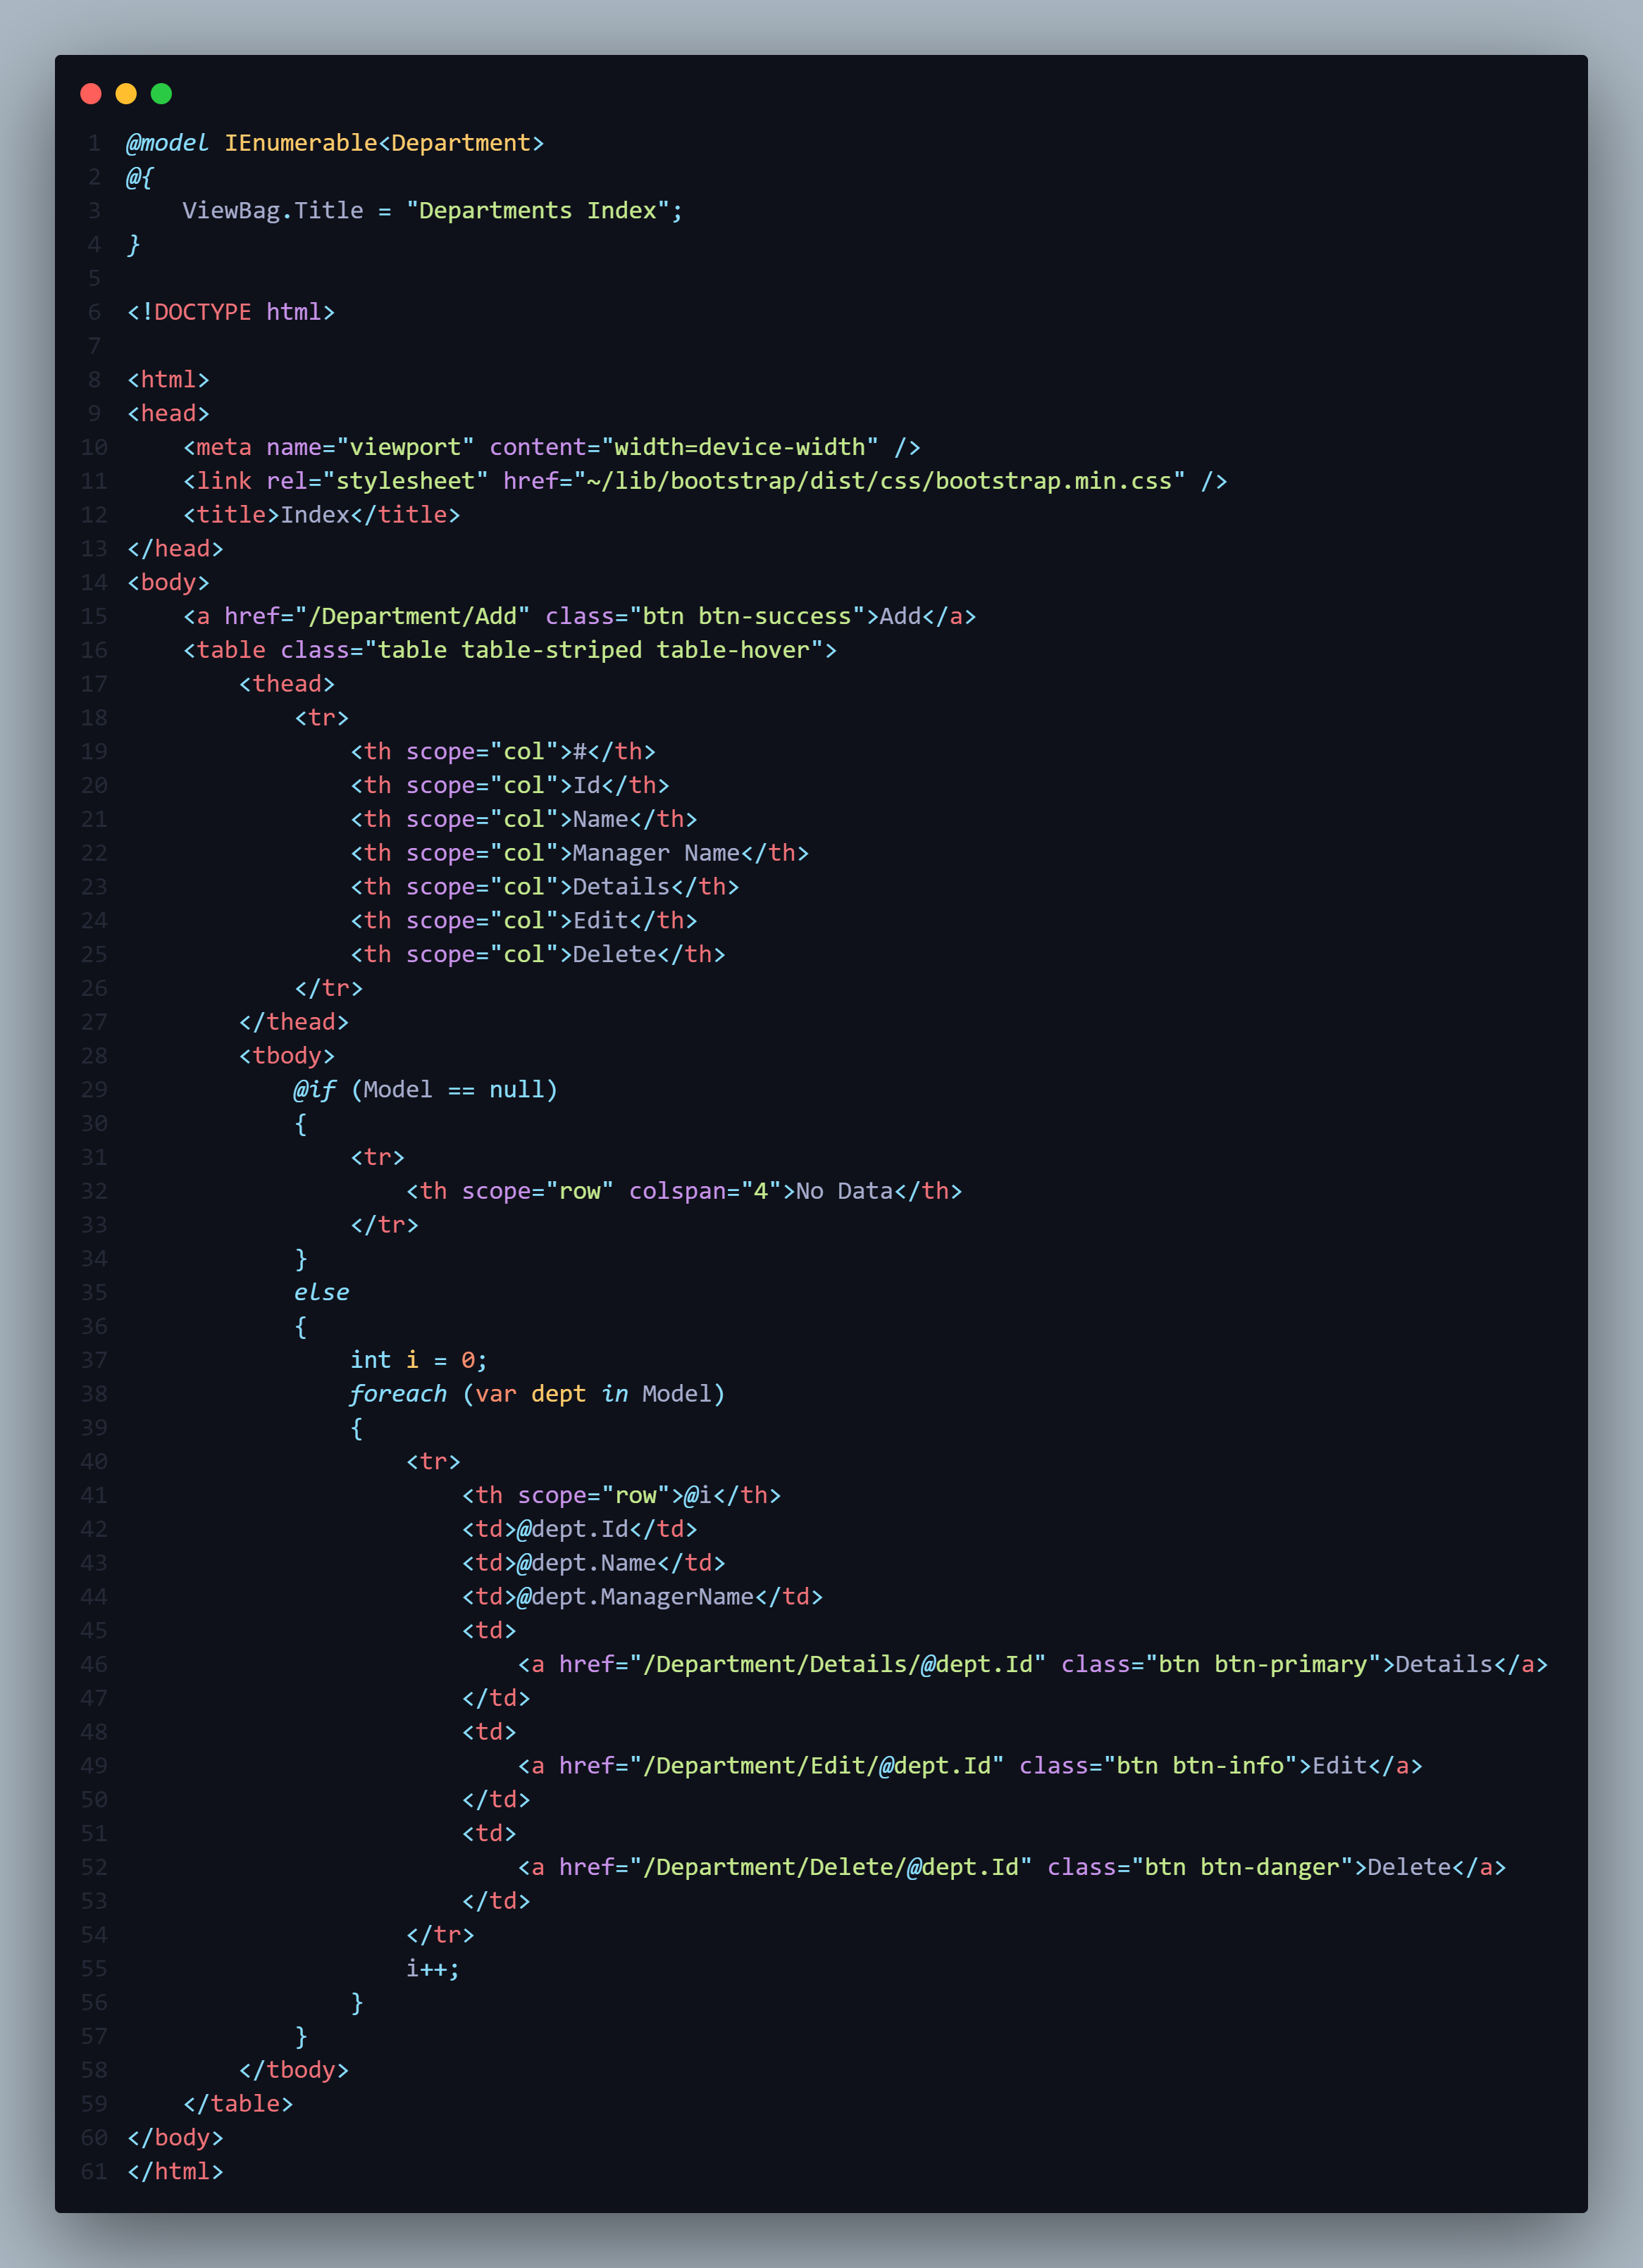 1 @model IEnumerable<Department>
2 @{
3     ViewBag.Title = "Departments Index";
4 }
5
6 <!DOCTYPE html>
7
8 <html>
9 <head>
10     <meta name="viewport" content="width=device-width" />
11     <link rel="stylesheet" href="~/lib/bootstrap/dist/css/bootstrap.min.css" />
12     <title>Index</title>
13 </head>
14 <body>
15     <a href="/Department/Add" class="btn btn-success">Add</a>
16     <table class="table table-striped table-hover">
17         <thead>
18             <tr>
19                 <th scope="col">#</th>
20                 <th scope="col">Id</th>
21                 <th scope="col">Name</th>
22                 <th scope="col">Manager Name</th>
23                 <th scope="col">Details</th>
24                 <th scope="col">Edit</th>
25                 <th scope="col">Delete</th>
26             </tr>
27         </thead>
28         <tbody>
29             @if (Model == null)
30             {
31                 <tr>
32                     <th scope="row" colspan="4">No Data</th>
33                 </tr>
34             }
35             else
36             {
37                 int i = 0;
38                 foreach (var dept in Model)
39                 {
40                     <tr>
41                         <th scope="row">@i</th>
42                         <td>@dept.Id</td>
43                         <td>@dept.Name</td>
44                         <td>@dept.ManagerName</td>
45                         <td>
46                             <a href="/Department/Details/@dept.Id" class="btn btn-primary">Details</a>
47                         </td>
48                         <td>
49                             <a href="/Department/Edit/@dept.Id" class="btn btn-info">Edit</a>
50                         </td>
51                         <td>
52                             <a href="/Department/Delete/@dept.Id" class="btn btn-danger">Delete</a>
53                         </td>
54                     </tr>
55                     i++;
56                 }
57             }
58         </tbody>
59     </table>
60 </body>
61 </html>